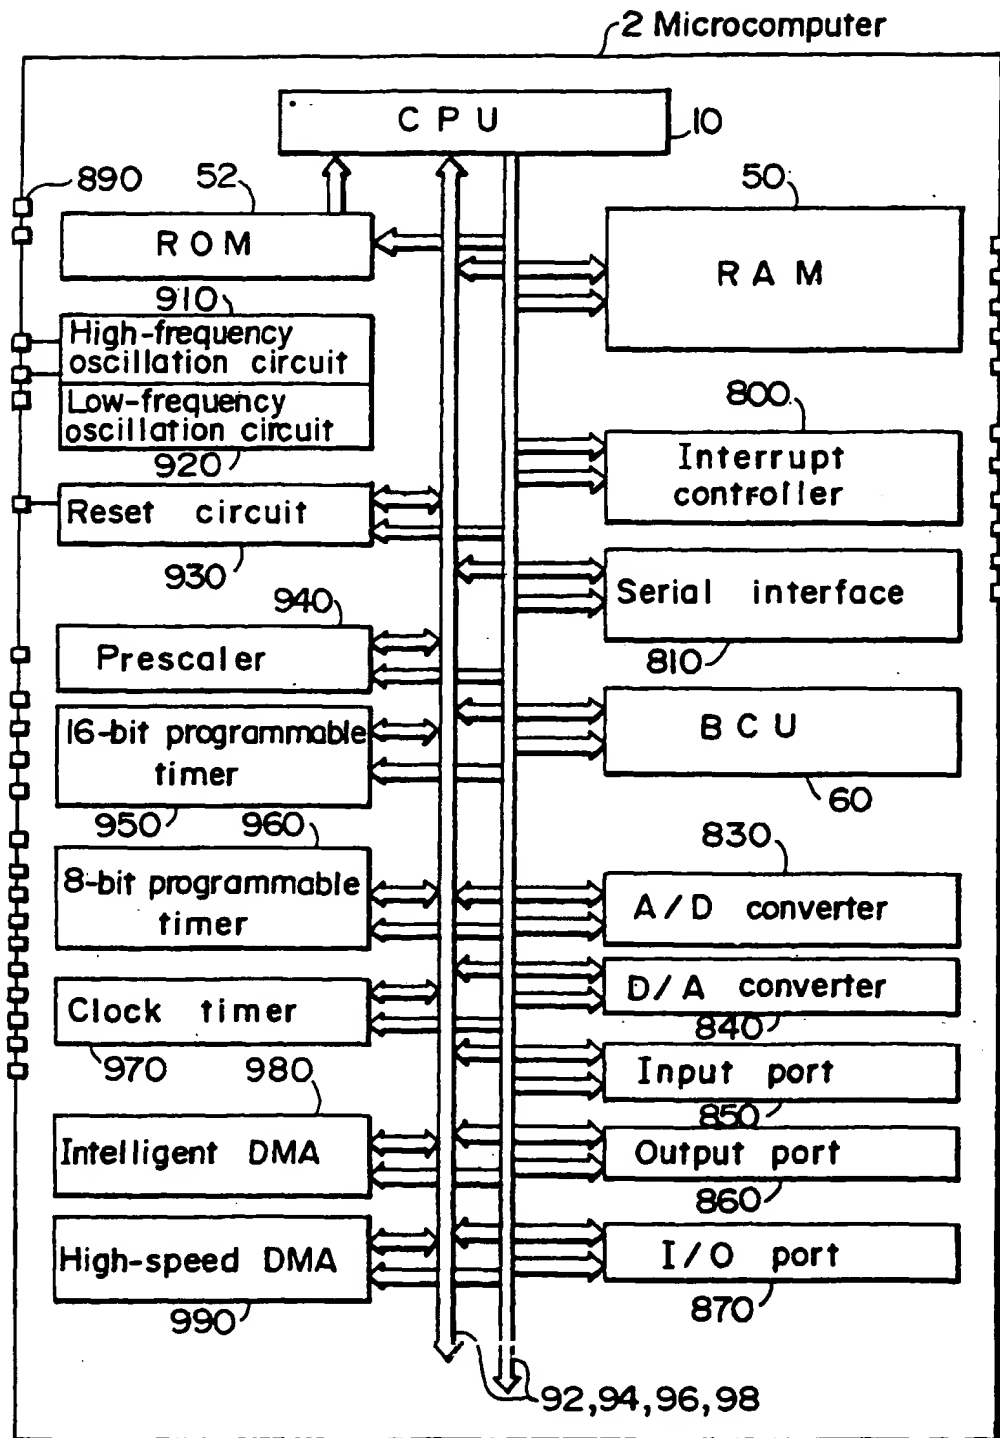 2 Microcomputer
CPU
10
890
52
50
ROM
RAM
910
High-frequency
oscillation circuit
Low-frequency
oscillation circuit
920
800
Interrupt
controller
Reset circuit
930
Serial interface
810
940
Prescaler
16-bit programmable
timer
950
BCU
60
960
8-bit programmable
timer
830
A/D converter
D/A converter
840
Clock timer
970
Input port
850
980
Intelligent DMA
Output port
860
High-speed DMA
990
I/O port
870
92,94,96,98